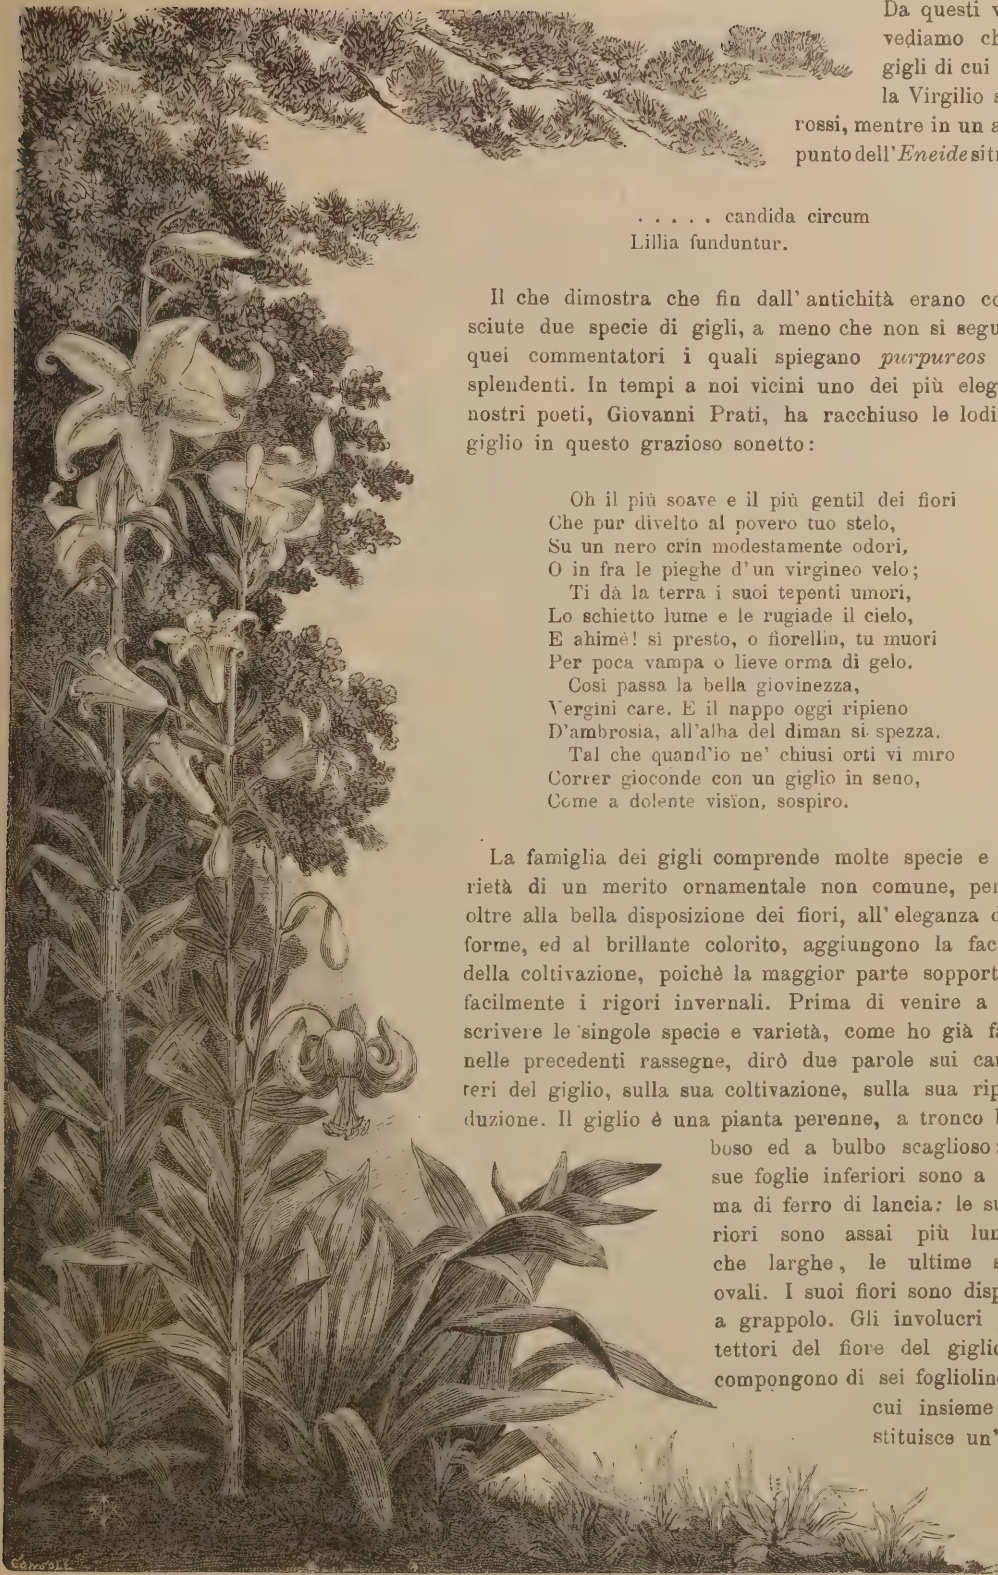 Da questi v
vediamo ch
gigli di cui
la Virgilio s
rossi, mentre in un a
punto dell'Eneide si tr
. . . . . candida circum
Lillia funduntur.
Il che dimostra che fin dall' antichità erano co
sciute due specie di gigli, a meno che non si segu
quei commentatori i quali spiegano purpureos
splendenti. In tempi a noi vicini uno dei più eleg
nostri poeti, Giovanni Prati, ha racchiuso le lodi
giglio in questo grazioso sonetto:
Oh il più soave e il più gentil dei fiori
Che pur divelto al povero tuo stelo,
Su un nero crin modestamente odori,
O in fra le pieghe d'un virgineo velo;
Ti dà la terra i suoi tepenti umori,
Lo schietto lume e le rugiade il cielo,
E ahimé! sì presto, o fiorellin, tu muori
Per poca vampa o lieve orma di gelo.
Così passa la bella giovinezza,
Vergini care. E il nappo oggi ripieno
D'ambrosia, all'alba del diman si spezza.
Tal che quand'io ne' chiusi orti vi miro
Correr gioconde con un giglio in seno,
Come a dolente visïon, sospiro.
La famiglia dei gigli comprende molte specie e
rietà di un merito ornamentale non comune, per
oltre alla bella disposizione dei fiori, all' eleganza d
forme, ed al brillante colorito, aggiungono la fac
della coltivazione, poichè la maggior parte sopport
facilmente i rigori invernali. Prima di venire a
scrivere le singole specie e varietà, come ho già fa
nelle precedenti rassegne, dirò due parole sui car
teri del giglio, sulla sua coltivazione, sulla sua rip
duzione. Il giglio è una pianta perenne, a tronco b
boso ed a bulbo scaglioso:
sue foglie inferiori sono a
ma di ferro di lancia: le su
riori sono assai più lun
che larghe, le ultime s
ovali. I suoi fiori sono disp
a grappolo. Gli involucri
tettori del fiore del giglio
compongono di sei fogliolin
cui insieme
stituisce un'
Console